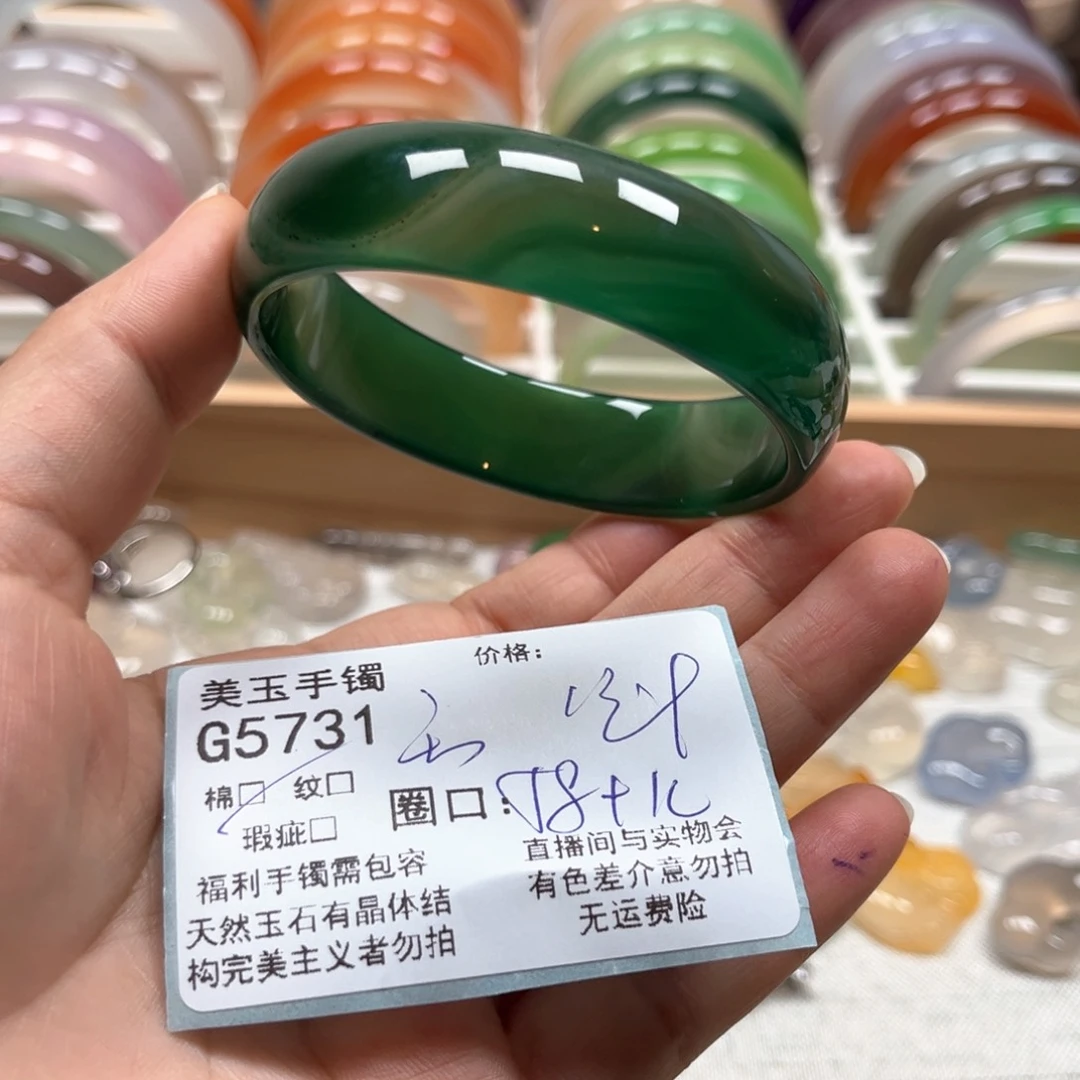 价格:
美玉手镯
G5731
棉□ 纹□
瑕疵□
圈口: 58+
福利手镯需包容
天然玉石有晶体结
构完美主义者勿拍
直播间与实物会
有色差介意勿拍
无运费险